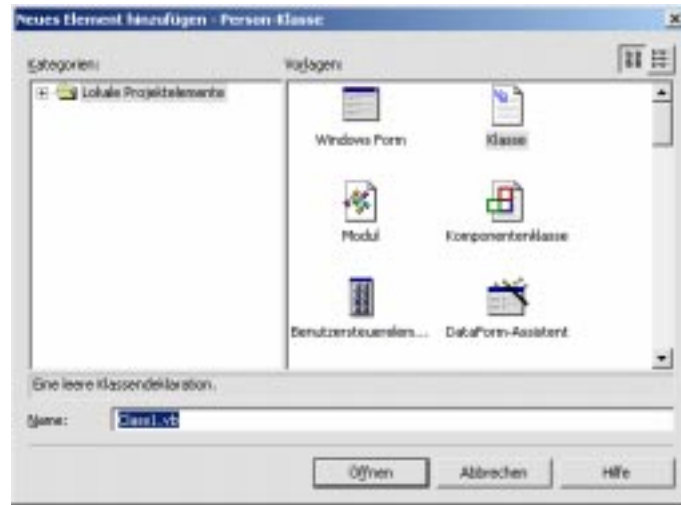 Neues Element hinzufügen - Person-Klasse
Kategorien:
Vorlagen:
Lokale Projektelemente
Windows Form
Klasse
Modul
Komponentenklasse
Benutzersteuerelem...
DataForm-Assistent
Eine leere Klassendeklaration.
Name:
Class1.vb
Öffnen
Abbrechen
Hilfe